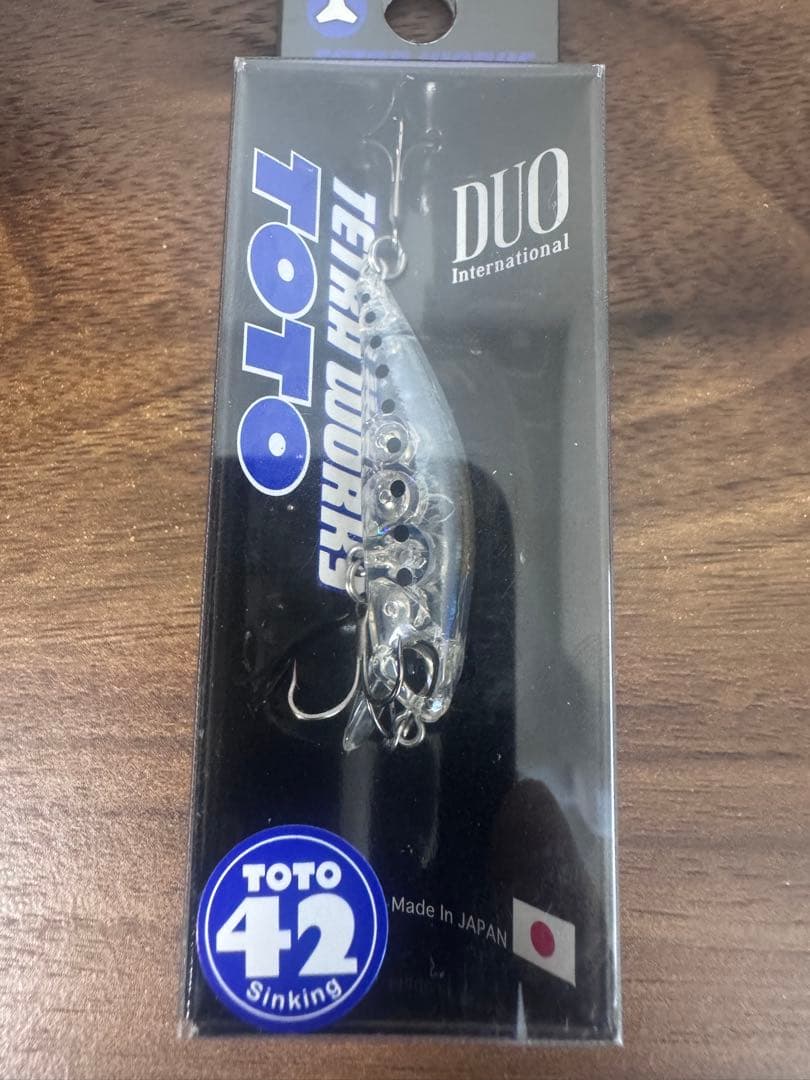 DUO
International
TETRA WORKS
TOTO
TOTO
42
Sinking
Made In JAPAN